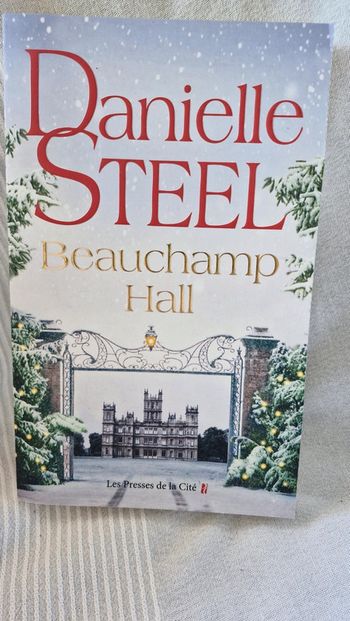 Danielle
STEEL
Beauchamp
Hall
Les Presses de la Cité